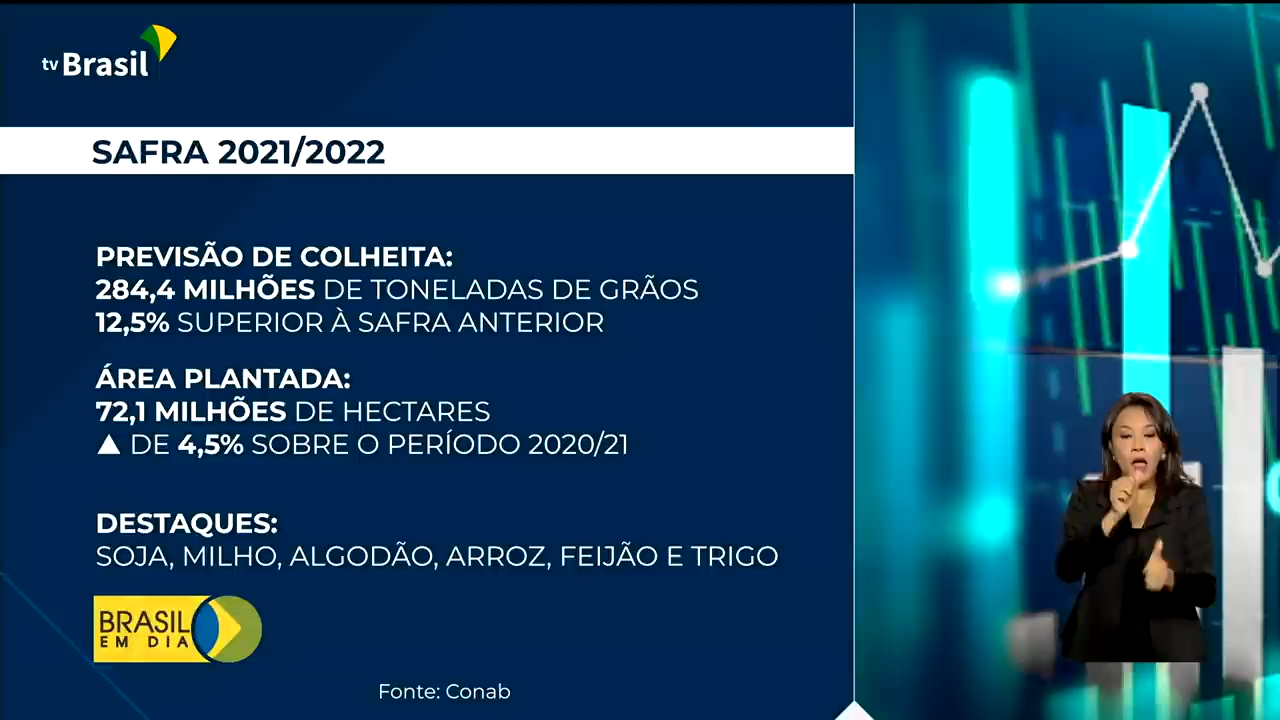 tv Brasil
SAFRA 2021/2022
PREVISÃO DE COLHEITA:
284,4 MILHÕES DE TONELADAS DE GRÃOS
12,5% SUPERIOR À SAFRA ANTERIOR
ÁREA PLANTADA:
72,1 MILHÕES DE HECTARES
▲ DE 4,5% SOBRE O PERÍODO 2020/21
DESTAQUES:
SOJA, MILHO, ALGODÃO, ARROZ, FEIJÃO E TRIGO
BRASIL
EM DIA
Fonte: Conab